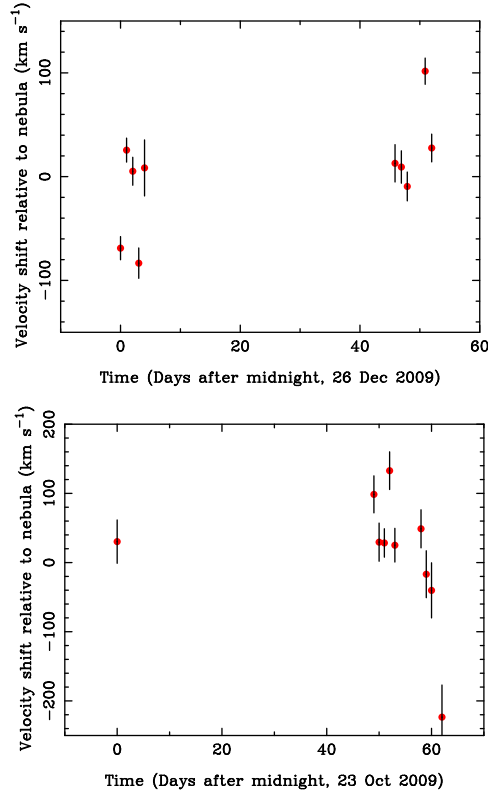 Velocity shift relative to nebula (km s⁻¹)
100
0
−100
0 20 40 60
Time (Days after midnight, 26 Dec 2009)
Velocity shift relative to nebula (km s⁻¹)
200
100
0
−100
−200
0 20 40 60
Time (Days after midnight, 23 Oct 2009)